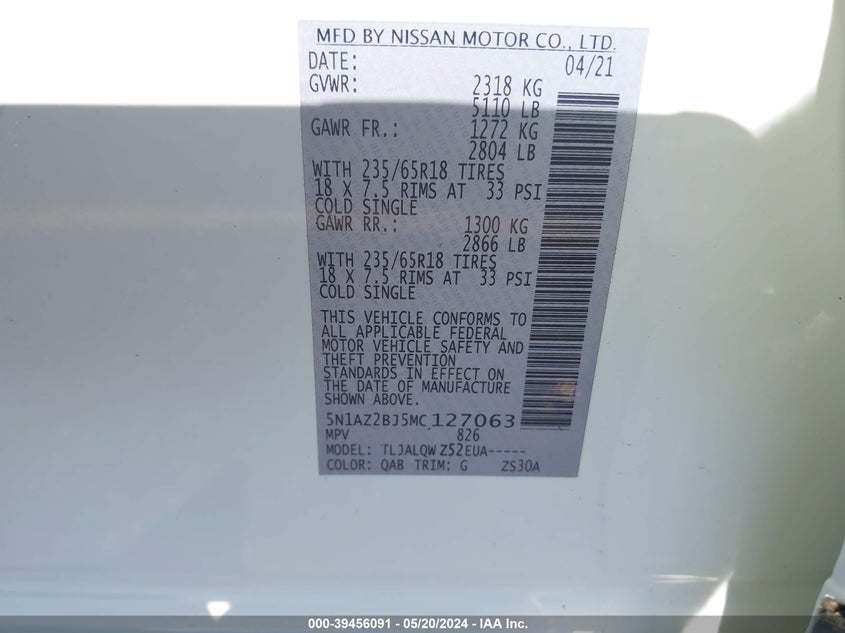 MFD BY NISSAN MOTOR CO., LTD.
DATE: 04/21
GVWR: 2318 KG
5110 LB
GAWR FR.: 1272 KG
2804 LB
WITH 235/65R18 TIRES
18 X 7.5 RIMS AT 33 PSI
COLD SINGLE
GAWR RR.: 1300 KG
2866 LB
WITH 235/65R18 TIRES
18 X 7.5 RIMS AT 33 PSI
COLD SINGLE
THIS VEHICLE CONFORMS TO
ALL APPLICABLE FEDERAL
MOTOR VEHICLE SAFETY AND
THEFT PREVENTION
STANDARDS IN EFFECT ON
THE DATE OF MANUFACTURE
SHOWN ABOVE.
5N1AZ2BJ5MC127063
MPV 826
MODEL: TLJALQWZ52EUA-----
COLOR: QAB TRIM: G ZS30A
000-39456091 - 05/20/2024 - IAA Inc.